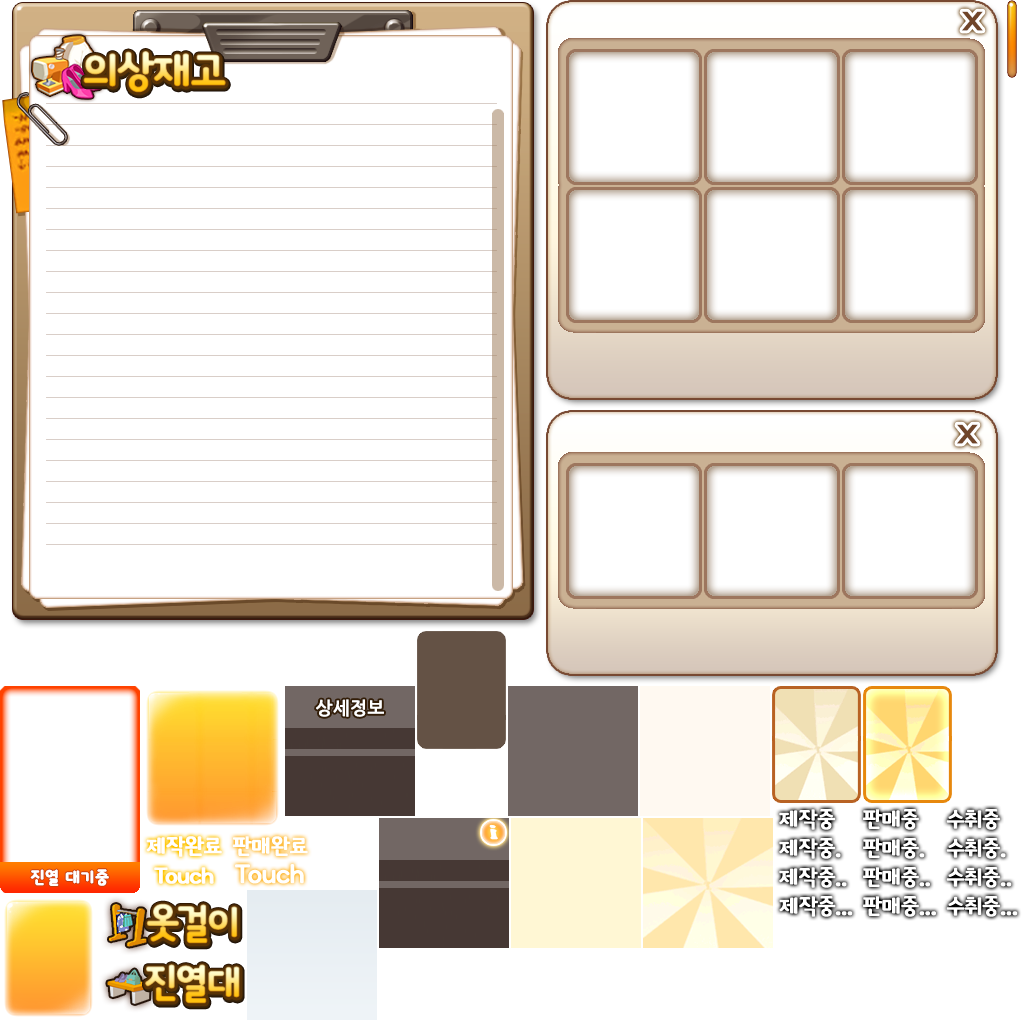 의상재고
X
X
상세정보
진열 대기중
제작완료 판매완료
Touch Touch
제작중 판매중 수취중
제작중. 판매중. 수취중.
제작중.. 판매중.. 수취중..
제작중... 판매중... 수취중...
i
옷걸이
진열대